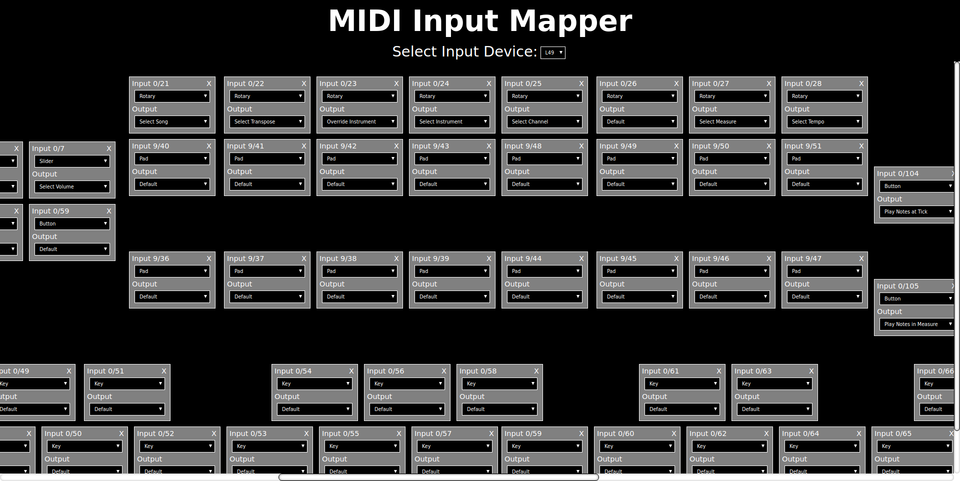 MIDI Input Mapper
Select Input Device: L49
Input 0/21 X Input 0/22 X Input 0/23 X Input 0/24 X Input 0/25 X Input 0/26 X Input 0/27 X Input 0/28 X
Rotary Rotary Rotary Rotary Rotary Rotary Rotary Rotary
Output Output Output Output Output Output Output Output
Select Song Select Transpose Override Instrument Select Instrument Select Channel Default Select Measure Select Tempo
X Input 0/7 X Input 9/40 X Input 9/41 X Input 9/42 X Input 9/43 X Input 9/48 X Input 9/49 X Input 9/50 X Input 9/51 X
Slider Pad Pad Pad Pad Pad Pad Pad Pad
Output Output Output Output Output Output Output Output Output
Select Volume Default Default Default Default Default Default Default Default
Input 0/104
Button
Output
Play Notes at Tick
X Input 0/59 X
Button
Output
Default
Input 9/36 X Input 9/37 X Input 9/38 X Input 9/39 X Input 9/44 X Input 9/45 X Input 9/46 X Input 9/47 X
Pad Pad Pad Pad Pad Pad Pad Pad
Output Output Output Output Output Output Output Output
Default Default Default Default Default Default Default Default
Input 0/105
Button
Output
Play Notes in Measure
0/49 X Input 0/51 X Input 0/54 X Input 0/56 X Input 0/58 X Input 0/61 X Input 0/63 X Input 0/66
Key Key Key Key Key Key Key Key
Output Output Output Output Output Output Output Output
Default Default Default Default Default Default Default Default
X Input 0/50 X Input 0/52 X Input 0/53 X Input 0/55 X Input 0/57 X Input 0/59 X Input 0/60 X Input 0/62 X Input 0/64 X Input 0/65 X
Key Key Key Key Key Key Key Key Key Key
Output Output Output Output Output Output Output Output Output Output
Default Default Default Default Default Default Default Default Default Default